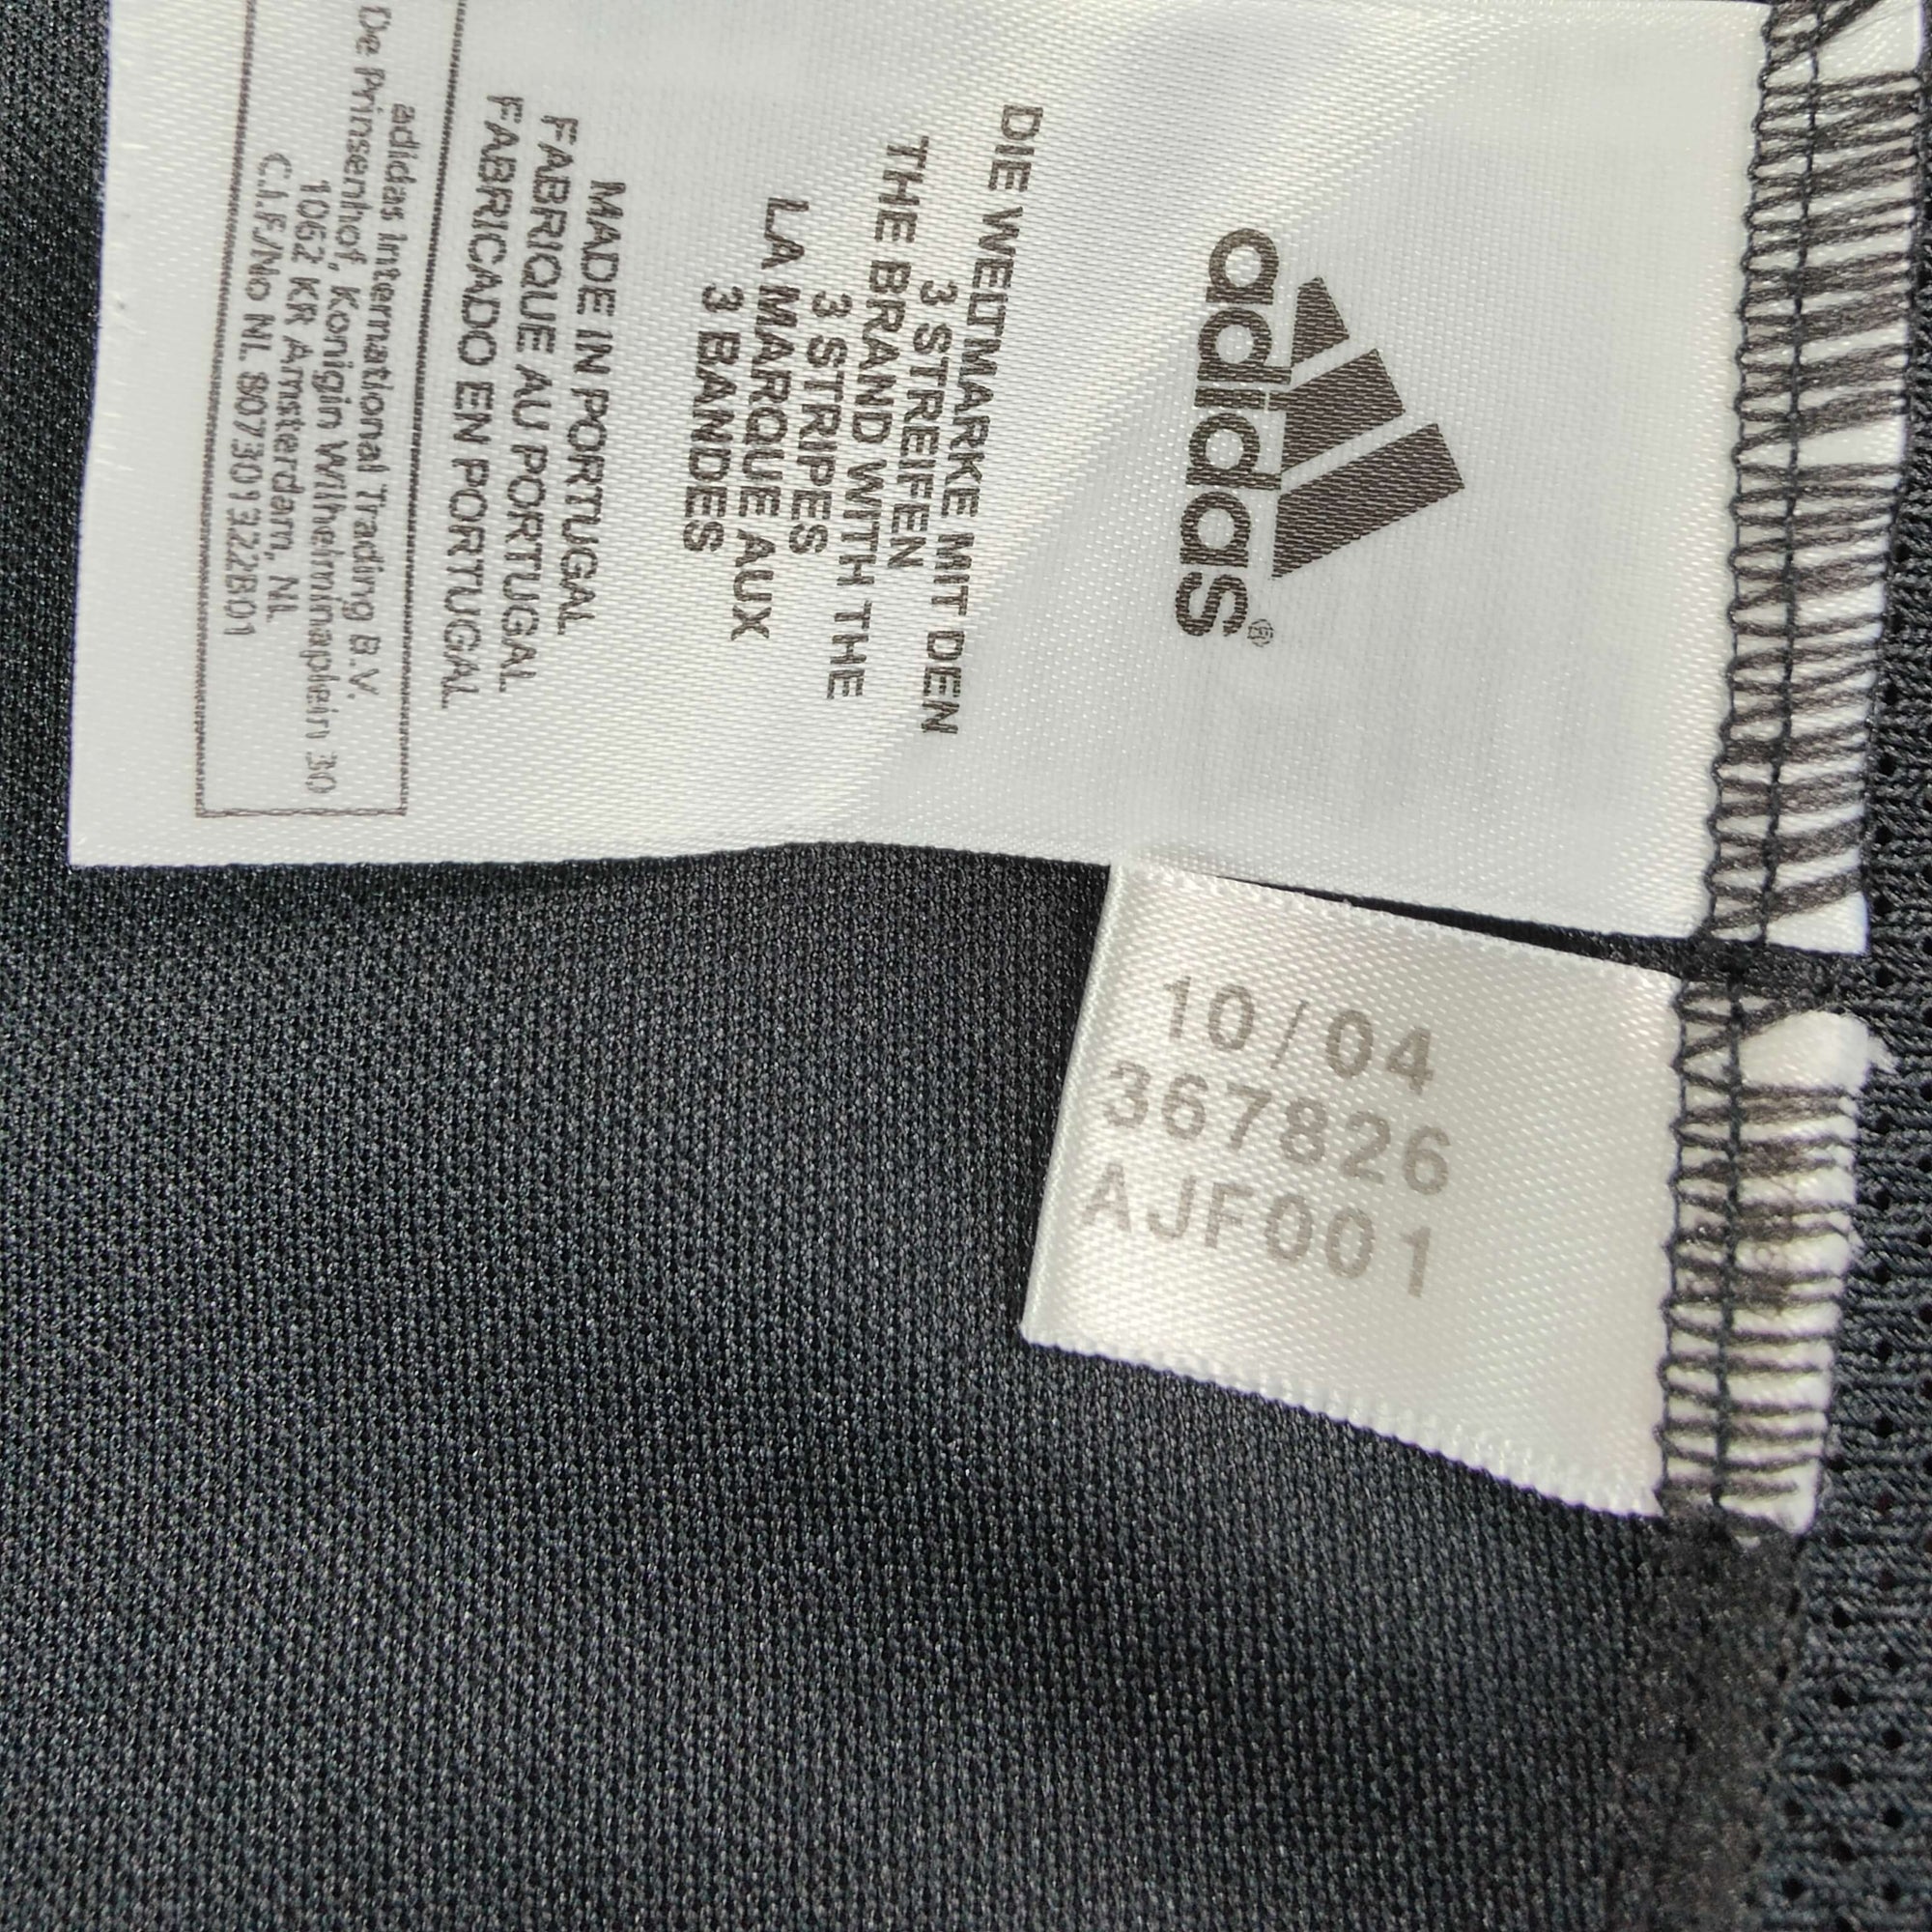 adidas®
DIE WELTMARKE MIT DEN
3 STREIFEN
THE BRAND WITH THE
3 STRIPES
LA MARQUE AUX
3 BANDES
MADE IN PORTUGAL
FABRIQUE AU PORTUGAL
FABRICADO EN PORTUGAL
adidas International Trading B.V.
De Prinsenhof, Konigin Wilhelminaplein 30
1062 KR Amsterdam, NL
C.I.F./No NL 807301322B01
10/04
367826
AJF001